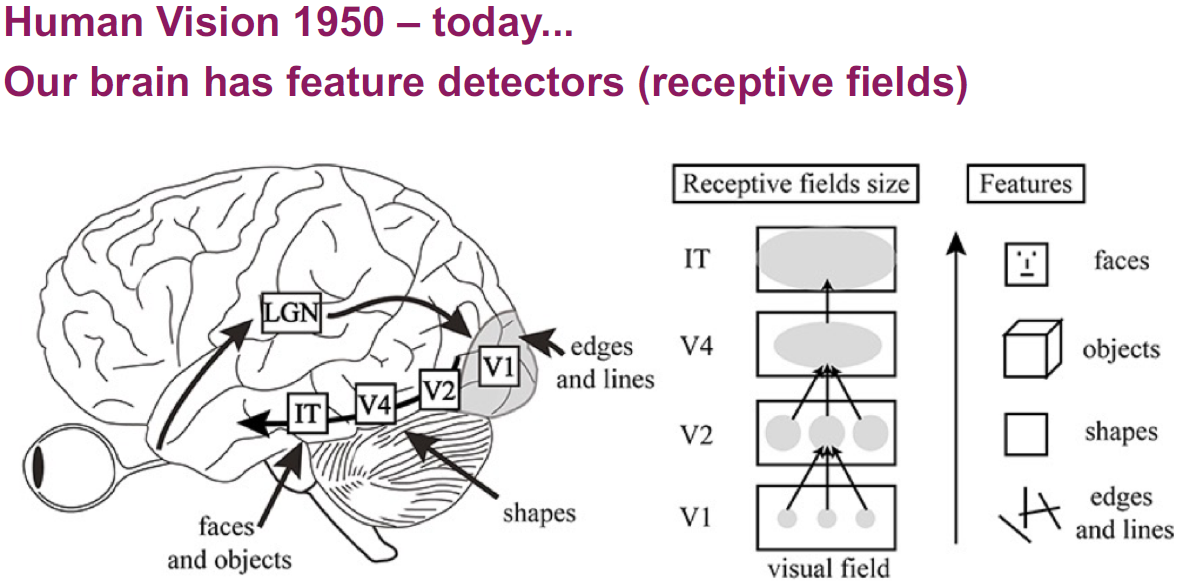 Human Vision 1950 – today...
Our brain has feature detectors (receptive fields)
LGN
V1
V2
V4
IT
edges
and lines
shapes
faces
and objects
Receptive fields size
IT
V4
V2
V1
visual field
Features
faces
objects
shapes
edges
and lines